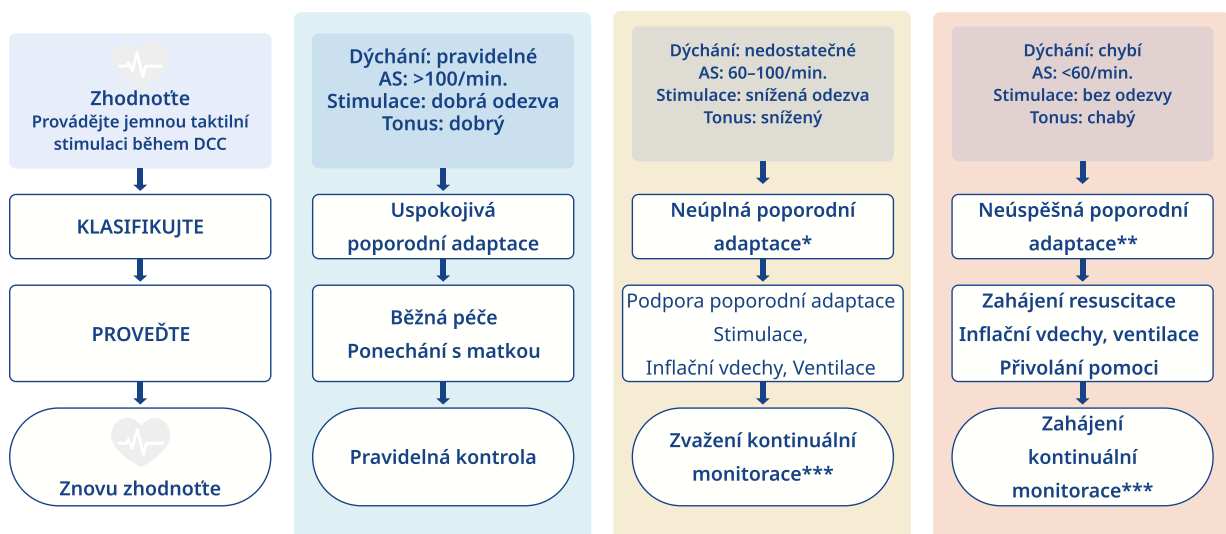 Zhodnoťte
Provádějte jemnou taktilní
stimulaci během DCC
KLASIFIKUJTE
PROVEĎTE
Znovu zhodnoťte
Dýchání: pravidelné
AS: >100/min.
Stimulace: dobrá odezva
Tonus: dobrý
Uspokojivá
poporodní adaptace
Běžná péče
Ponechání s matkou
Pravidelná kontrola
Dýchání: nedostatečné
AS: 60–100/min.
Stimulace: snížená odezva
Tonus: snížený
Neúplná poporodní
adaptace*
Podpora poporodní adaptace
Stimulace,
Inflační vdechy, Ventilace
Zvažení kontinuální
monitorace***
Dýchání: chybí
AS: <60/min.
Stimulace: bez odezvy
Tonus: chabý
Neúspěšná poporodní
adaptace**
Zahájení resuscitace
Inflační vdechy, ventilace
Přivolání pomoci
Zahájení
kontinuální
monitorace***